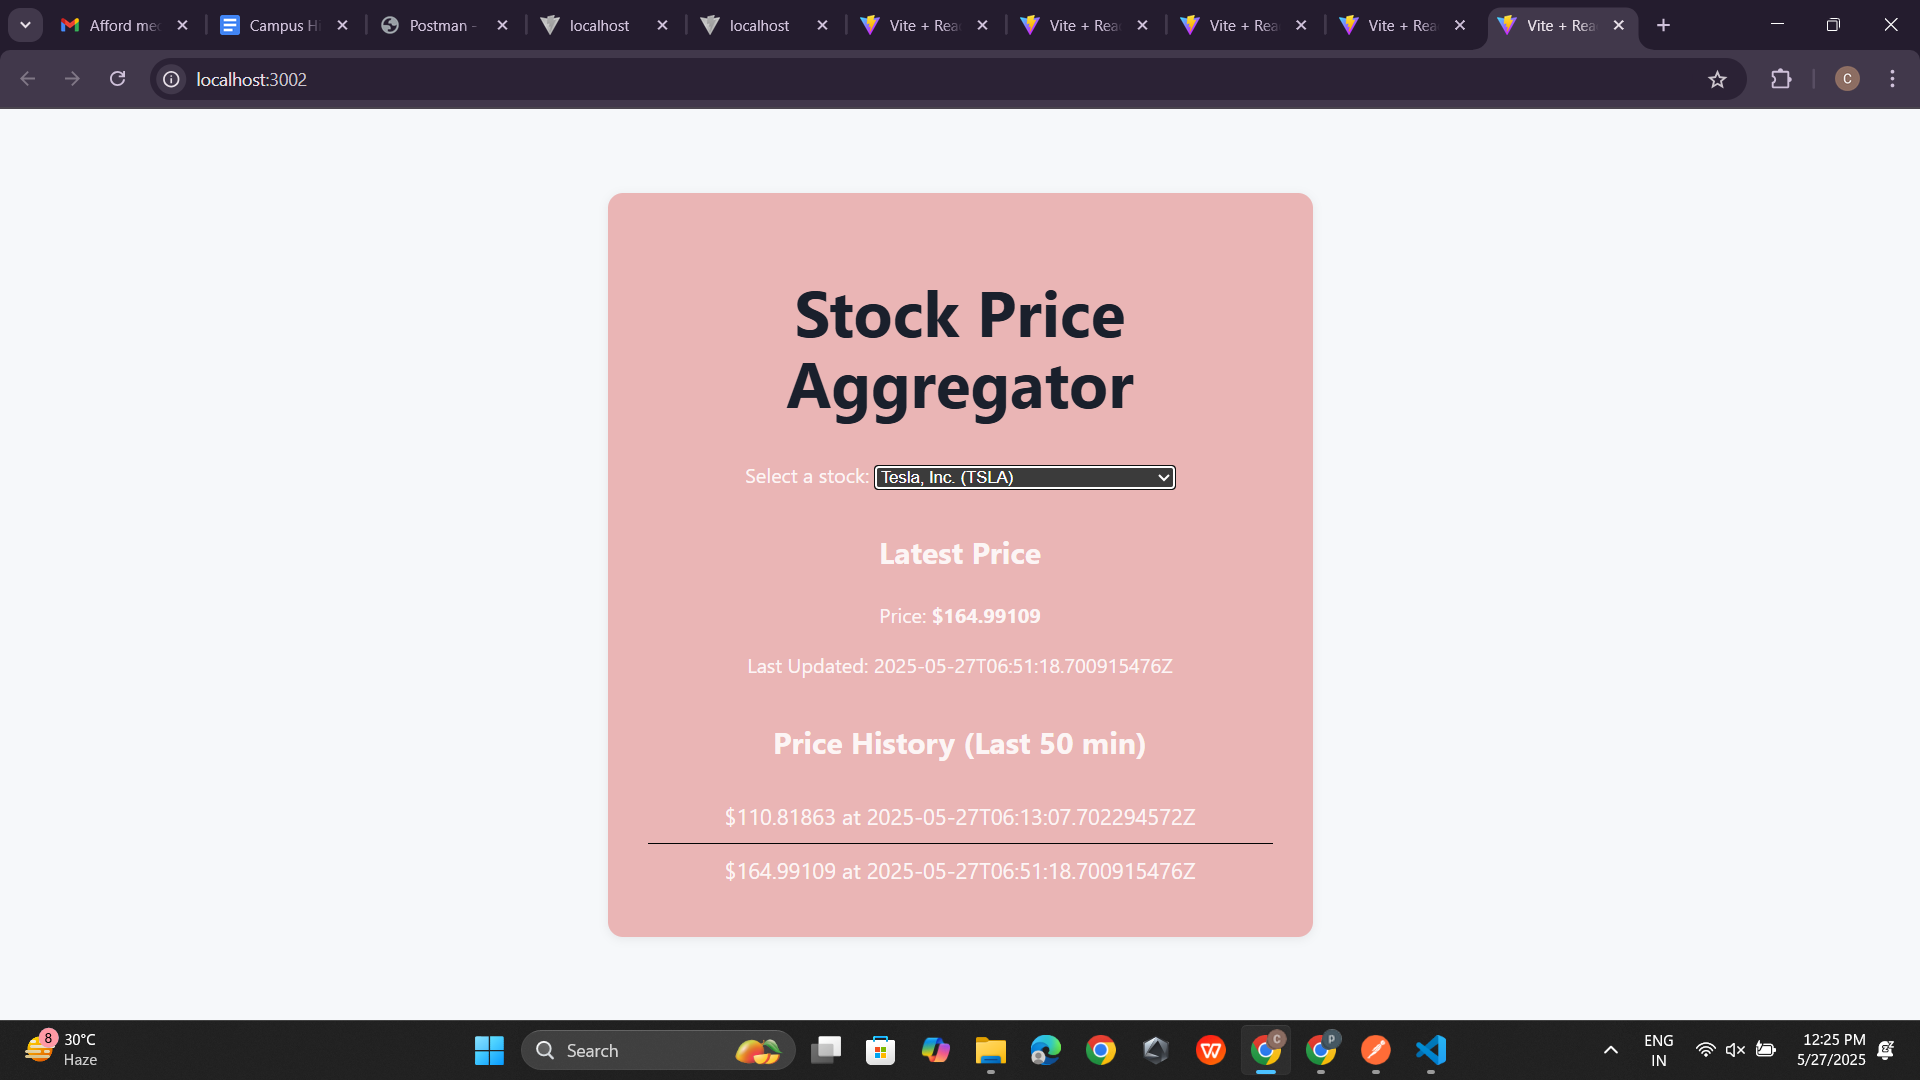 Afford med
Campus Hi
Postman -
localhost
localhost
Vite + Rea
Vite + Rea
Vite + Rea
Vite + Rea
Vite + Rea
localhost:3002
C
Stock Price
Aggregator
Select a stock: Tesla, Inc. (TSLA)
Latest Price
Price: $164.99109
Last Updated: 2025-05-27T06:51:18.700915476Z
Price History (Last 50 min)
$110.81863 at 2025-05-27T06:13:07.702294572Z
$164.99109 at 2025-05-27T06:51:18.700915476Z
8
30°C
Haze
Search
W
C
P
ENG
IN
12:25 PM
5/27/2025